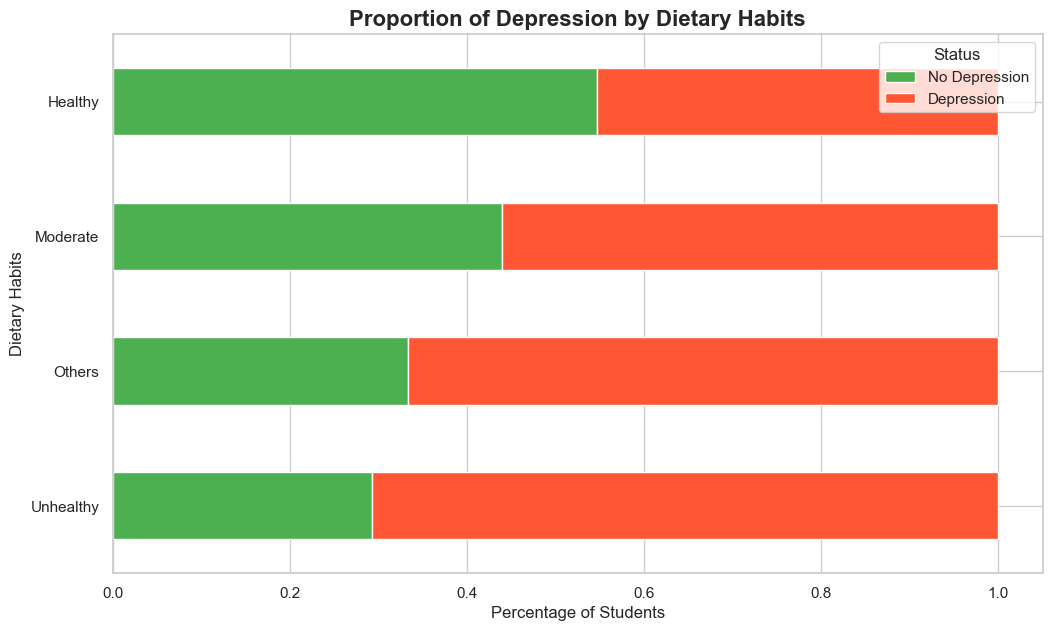 Proportion of Depression by Dietary Habits
Status
No Depression
Depression
Healthy
Moderate
Others
Unhealthy
Dietary Habits
0.0 0.2 0.4 0.6 0.8 1.0
Percentage of Students